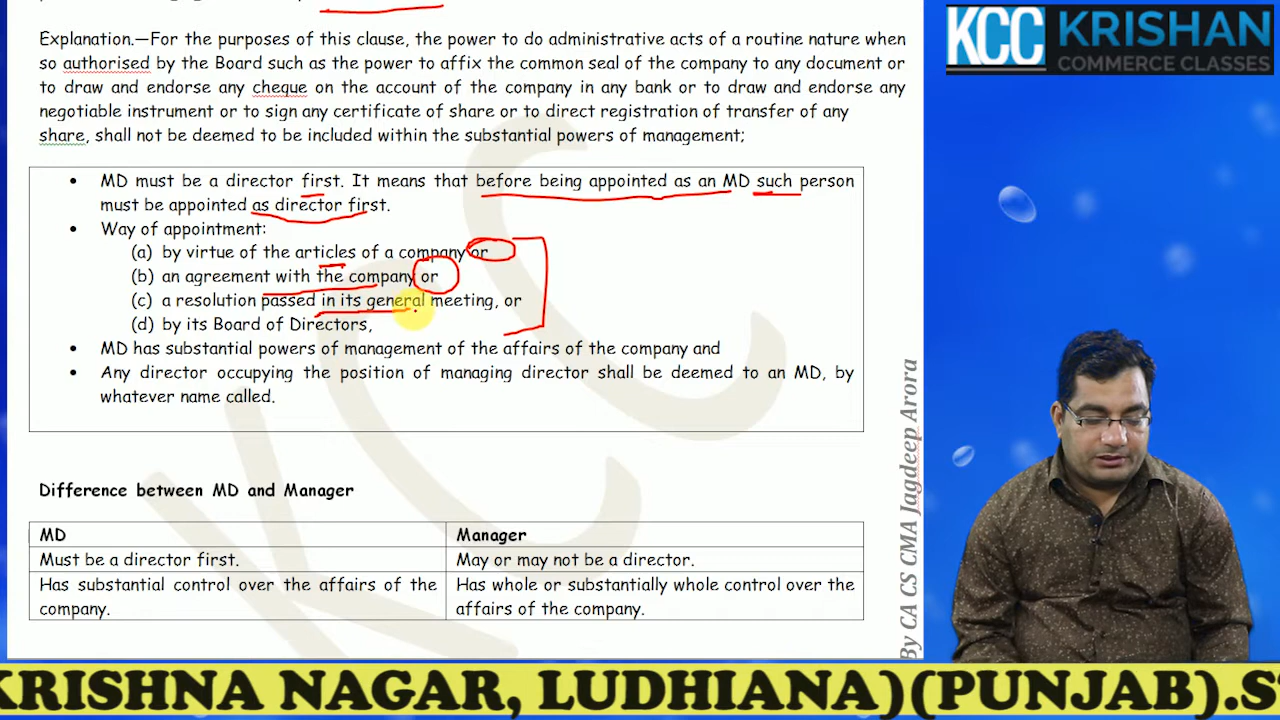 KCC KRISHAN
COMMERCE CLASSES
Explanation.—For the purposes of this clause, the power to do administrative acts of a routine nature when
so authorised by the Board such as the power to affix the common seal of the company to any document or
to draw and endorse any cheque on the account of the company in any bank or to draw and endorse any
negotiable instrument or to sign any certificate of share or to direct registration of transfer of any
share, shall not be deemed to be included within the substantial powers of management;
• MD must be a director first. It means that before being appointed as an MD such person
must be appointed as director first.
• Way of appointment:
(a) by virtue of the articles of a company or
(b) an agreement with the company or
(c) a resolution passed in its general meeting, or
(d) by its Board of Directors,
• MD has substantial powers of management of the affairs of the company and
• Any director occupying the position of managing director shall be deemed to an MD, by
whatever name called.
Difference between MD and Manager
MD Manager
Must be a director first. May or may not be a director.
Has substantial control over the affairs of the Has whole or substantially whole control over the
company. affairs of the company.
By CA CS CMA Jagdeep Arora
KRISHNA NAGAR, LUDHIANA)(PUNJAB).S